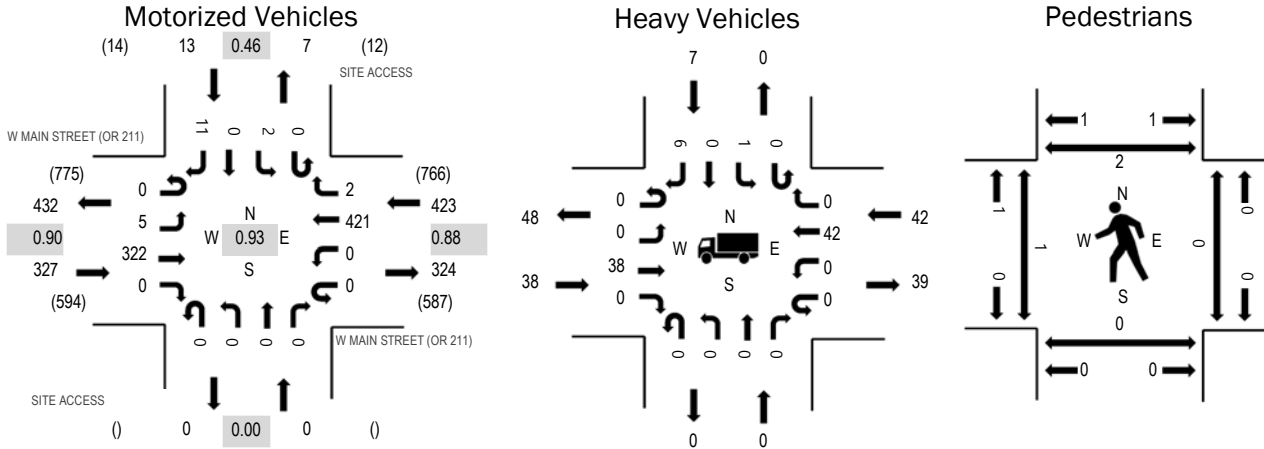 Motorized Vehicles
(14) 13 0.46 7 (12)
SITE ACCESS
W MAIN STREET (OR 211)
11 0 2 0
(775) 0 2 (766)
432 5 N 421 423
0.90 W 0.93 E 0.88
327 322 S 0 324
(594) 0 0 (587)
0 0 0 0
W MAIN STREET (OR 211)
SITE ACCESS
() 0 0.00 0 ()
Heavy Vehicles
7 0
6 0 1 0
0 0
48 0 N 42 42
W E
38 38 S 0 39
0 0
0 0 0 0
0 0
Pedestrians
1 1
2
1 1 N 0 0
W E
0 S 0
0
0 0